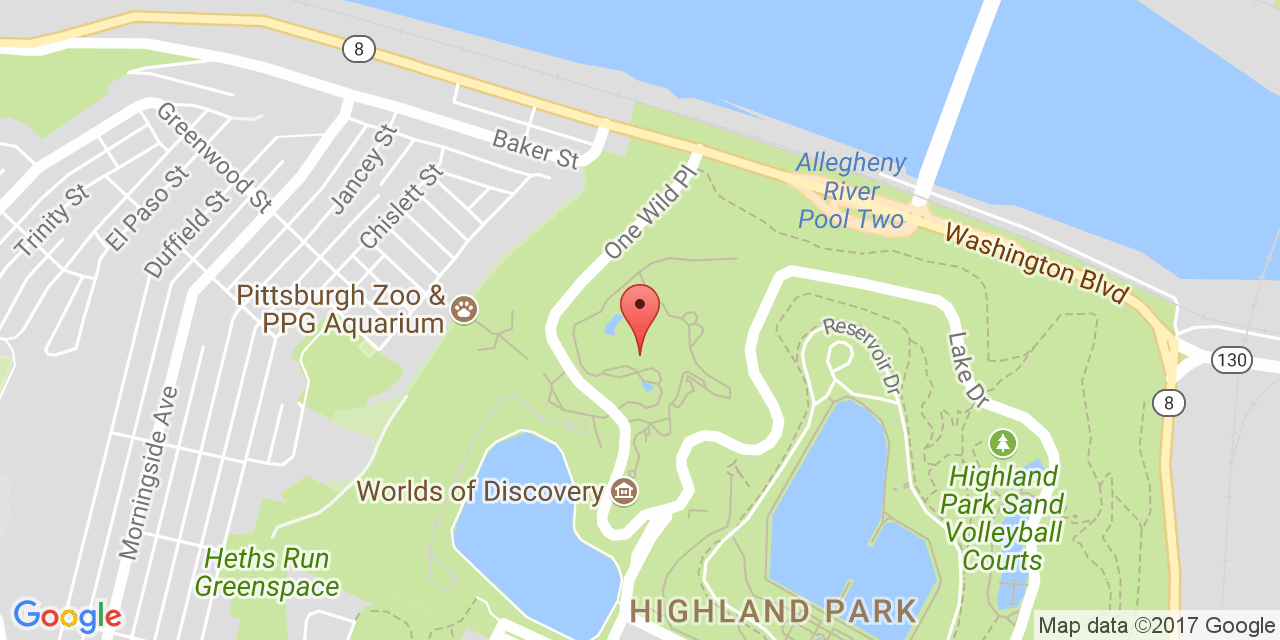 8
Greenwood St
Jancey St
Baker St
Trinity St
El Paso St
Duffield St
Chislett St
One Wild Pl
Allegheny
River
Pool Two
Washington Blvd
Pittsburgh Zoo &
PPG Aquarium
Reservoir Dr
Lake Dr
130
8
Morningside Ave
Worlds of Discovery
Highland
Park Sand
Volleyball
Courts
Heths Run
Greenspace
HIGHLAND PARK
Google
Map data ©2017 Google